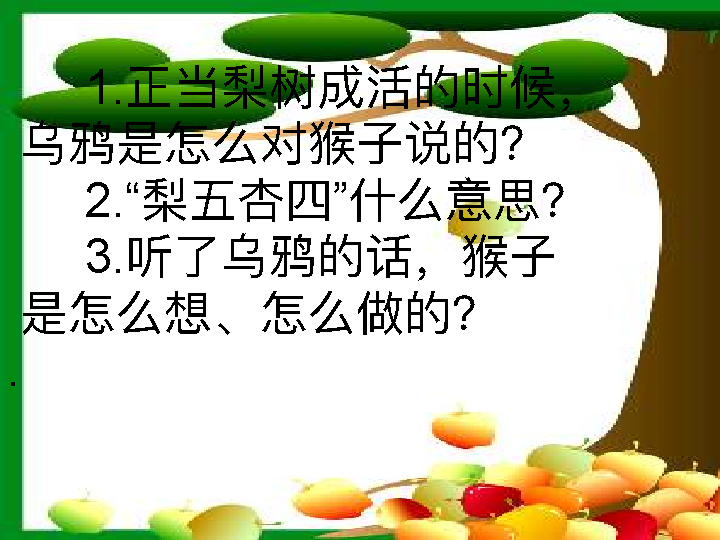 1.正当梨树成活的时候，
乌鸦是怎么对猴子说的？
2.“梨五杏四”什么意思？
3.听了乌鸦的话，猴子
是怎么想、怎么做的？
.